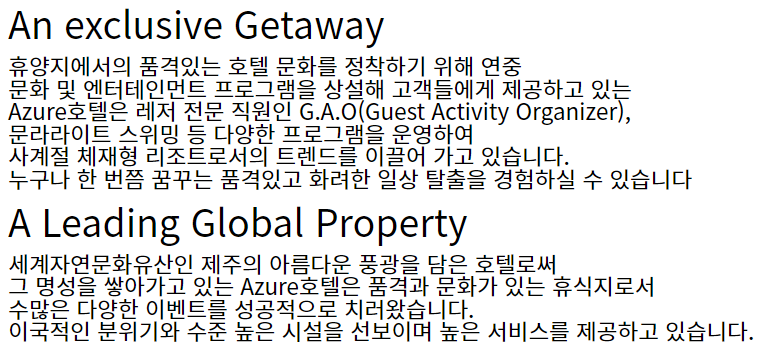 An exclusive Getaway
휴양지에서의 품격있는 호텔 문화를 정착하기 위해 연중
문화 및 엔터테인먼트 프로그램을 상설해 고객들에게 제공하고 있는
Azure호텔은 레저 전문 직원인 G.A.O(Guest Activity Organizer),
문라라이트 스위밍 등 다양한 프로그램을 운영하여
사계절 체재형 리조트로서의 트렌드를 이끌어 가고 있습니다.
누구나 한 번쯤 꿈꾸는 품격있고 화려한 일상 탈출을 경험하실 수 있습니다
A Leading Global Property
세계자연문화유산인 제주의 아름다운 풍광을 담은 호텔로써
그 명성을 쌓아가고 있는 Azure호텔은 품격과 문화가 있는 휴식지로서
수많은 다양한 이벤트를 성공적으로 치러왔습니다.
이국적인 분위기와 수준 높은 시설을 선보이며 높은 서비스를 제공하고 있습니다.